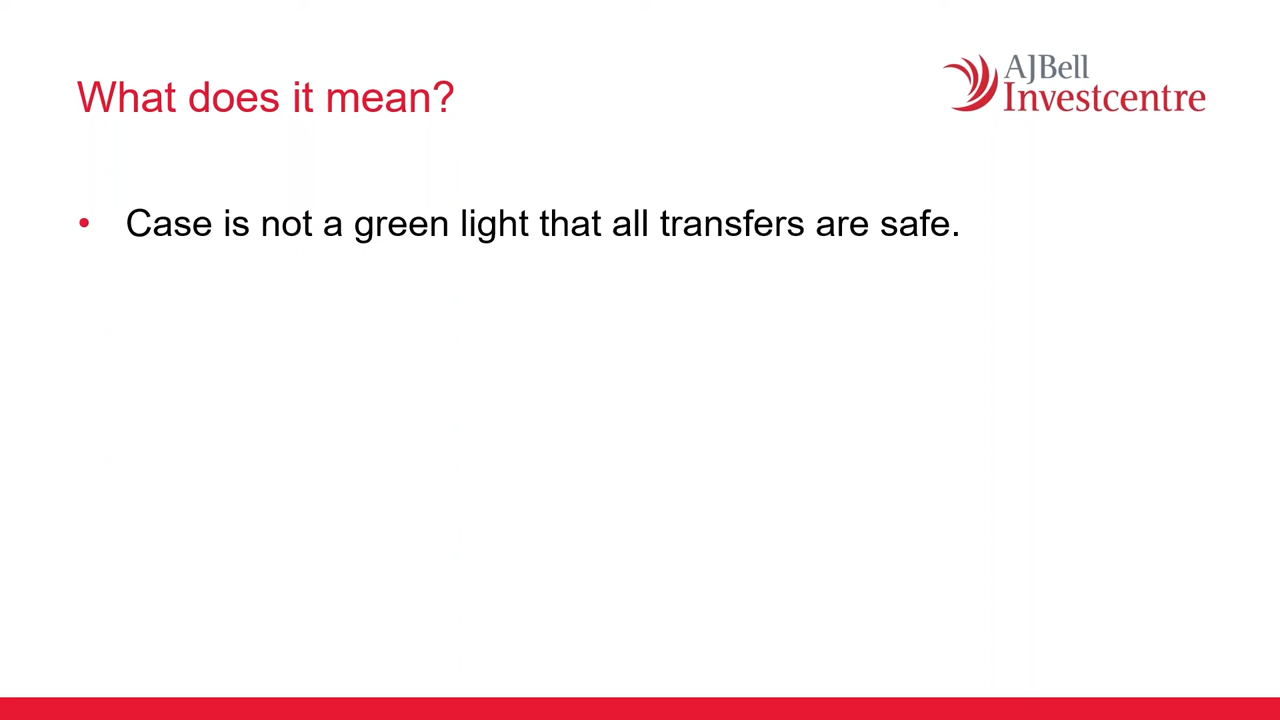 What does it mean?
AJBell
Investcentre
• Case is not a green light that all transfers are safe.